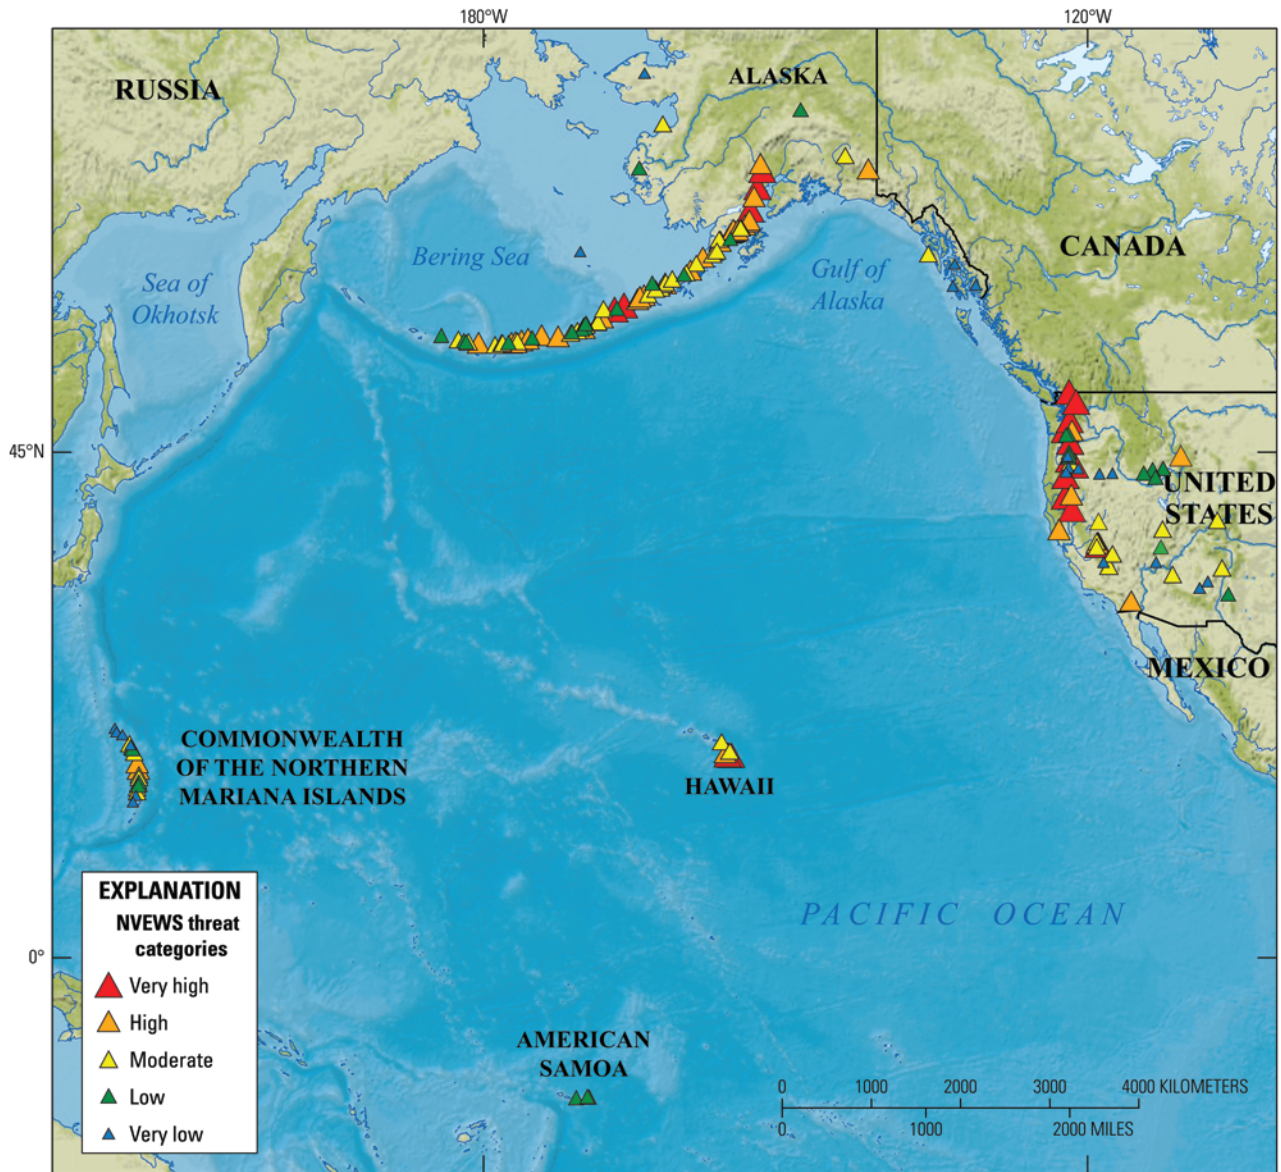 180°W
120°W
RUSSIA
ALASKA
Bering Sea
Sea of
Okhotsk
Gulf of
Alaska
CANADA
45°N
UNITED
STATES
MEXICO
COMMONWEALTH
OF THE NORTHERN
MARIANA ISLANDS
HAWAII
EXPLANATION
NVEWS threat
categories
Very high
High
Moderate
Low
Very low
PACIFIC OCEAN
0°
AMERICAN
SAMOA
0 1000 2000 3000 4000 KILOMETERS
0 1000 2000 MILES